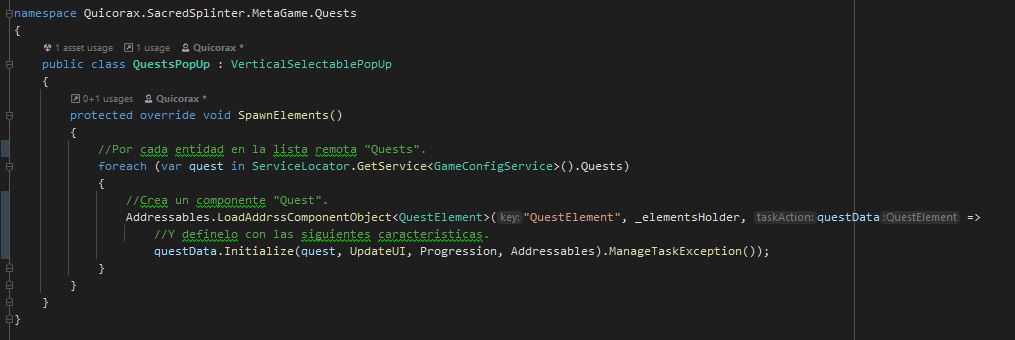 namespace Quicorax.SacredSplinter.MetaGame.Quests
{
1 asset usage 1 usage Quicorax *
public class QuestsPopUp : VerticalSelectablePopUp
{
0+1 usages Quicorax *
protected override void SpawnElements()
{
//Por cada entidad en la lista remota "Quests".
foreach (var quest in ServiceLocator.GetService<GameConfigService>().Quests)
{
//Crea un componente "Quest".
Addressables.LoadAddrssComponentObject<QuestElement>(key:"QuestElement", _elementsHolder, taskAction:questData:QuestElement =>
//Y definelo con las siguientes caracteristicas.
questData.Initialize(quest, UpdateUI, Progression, Addressables).ManageTaskException());
}
}
}
}